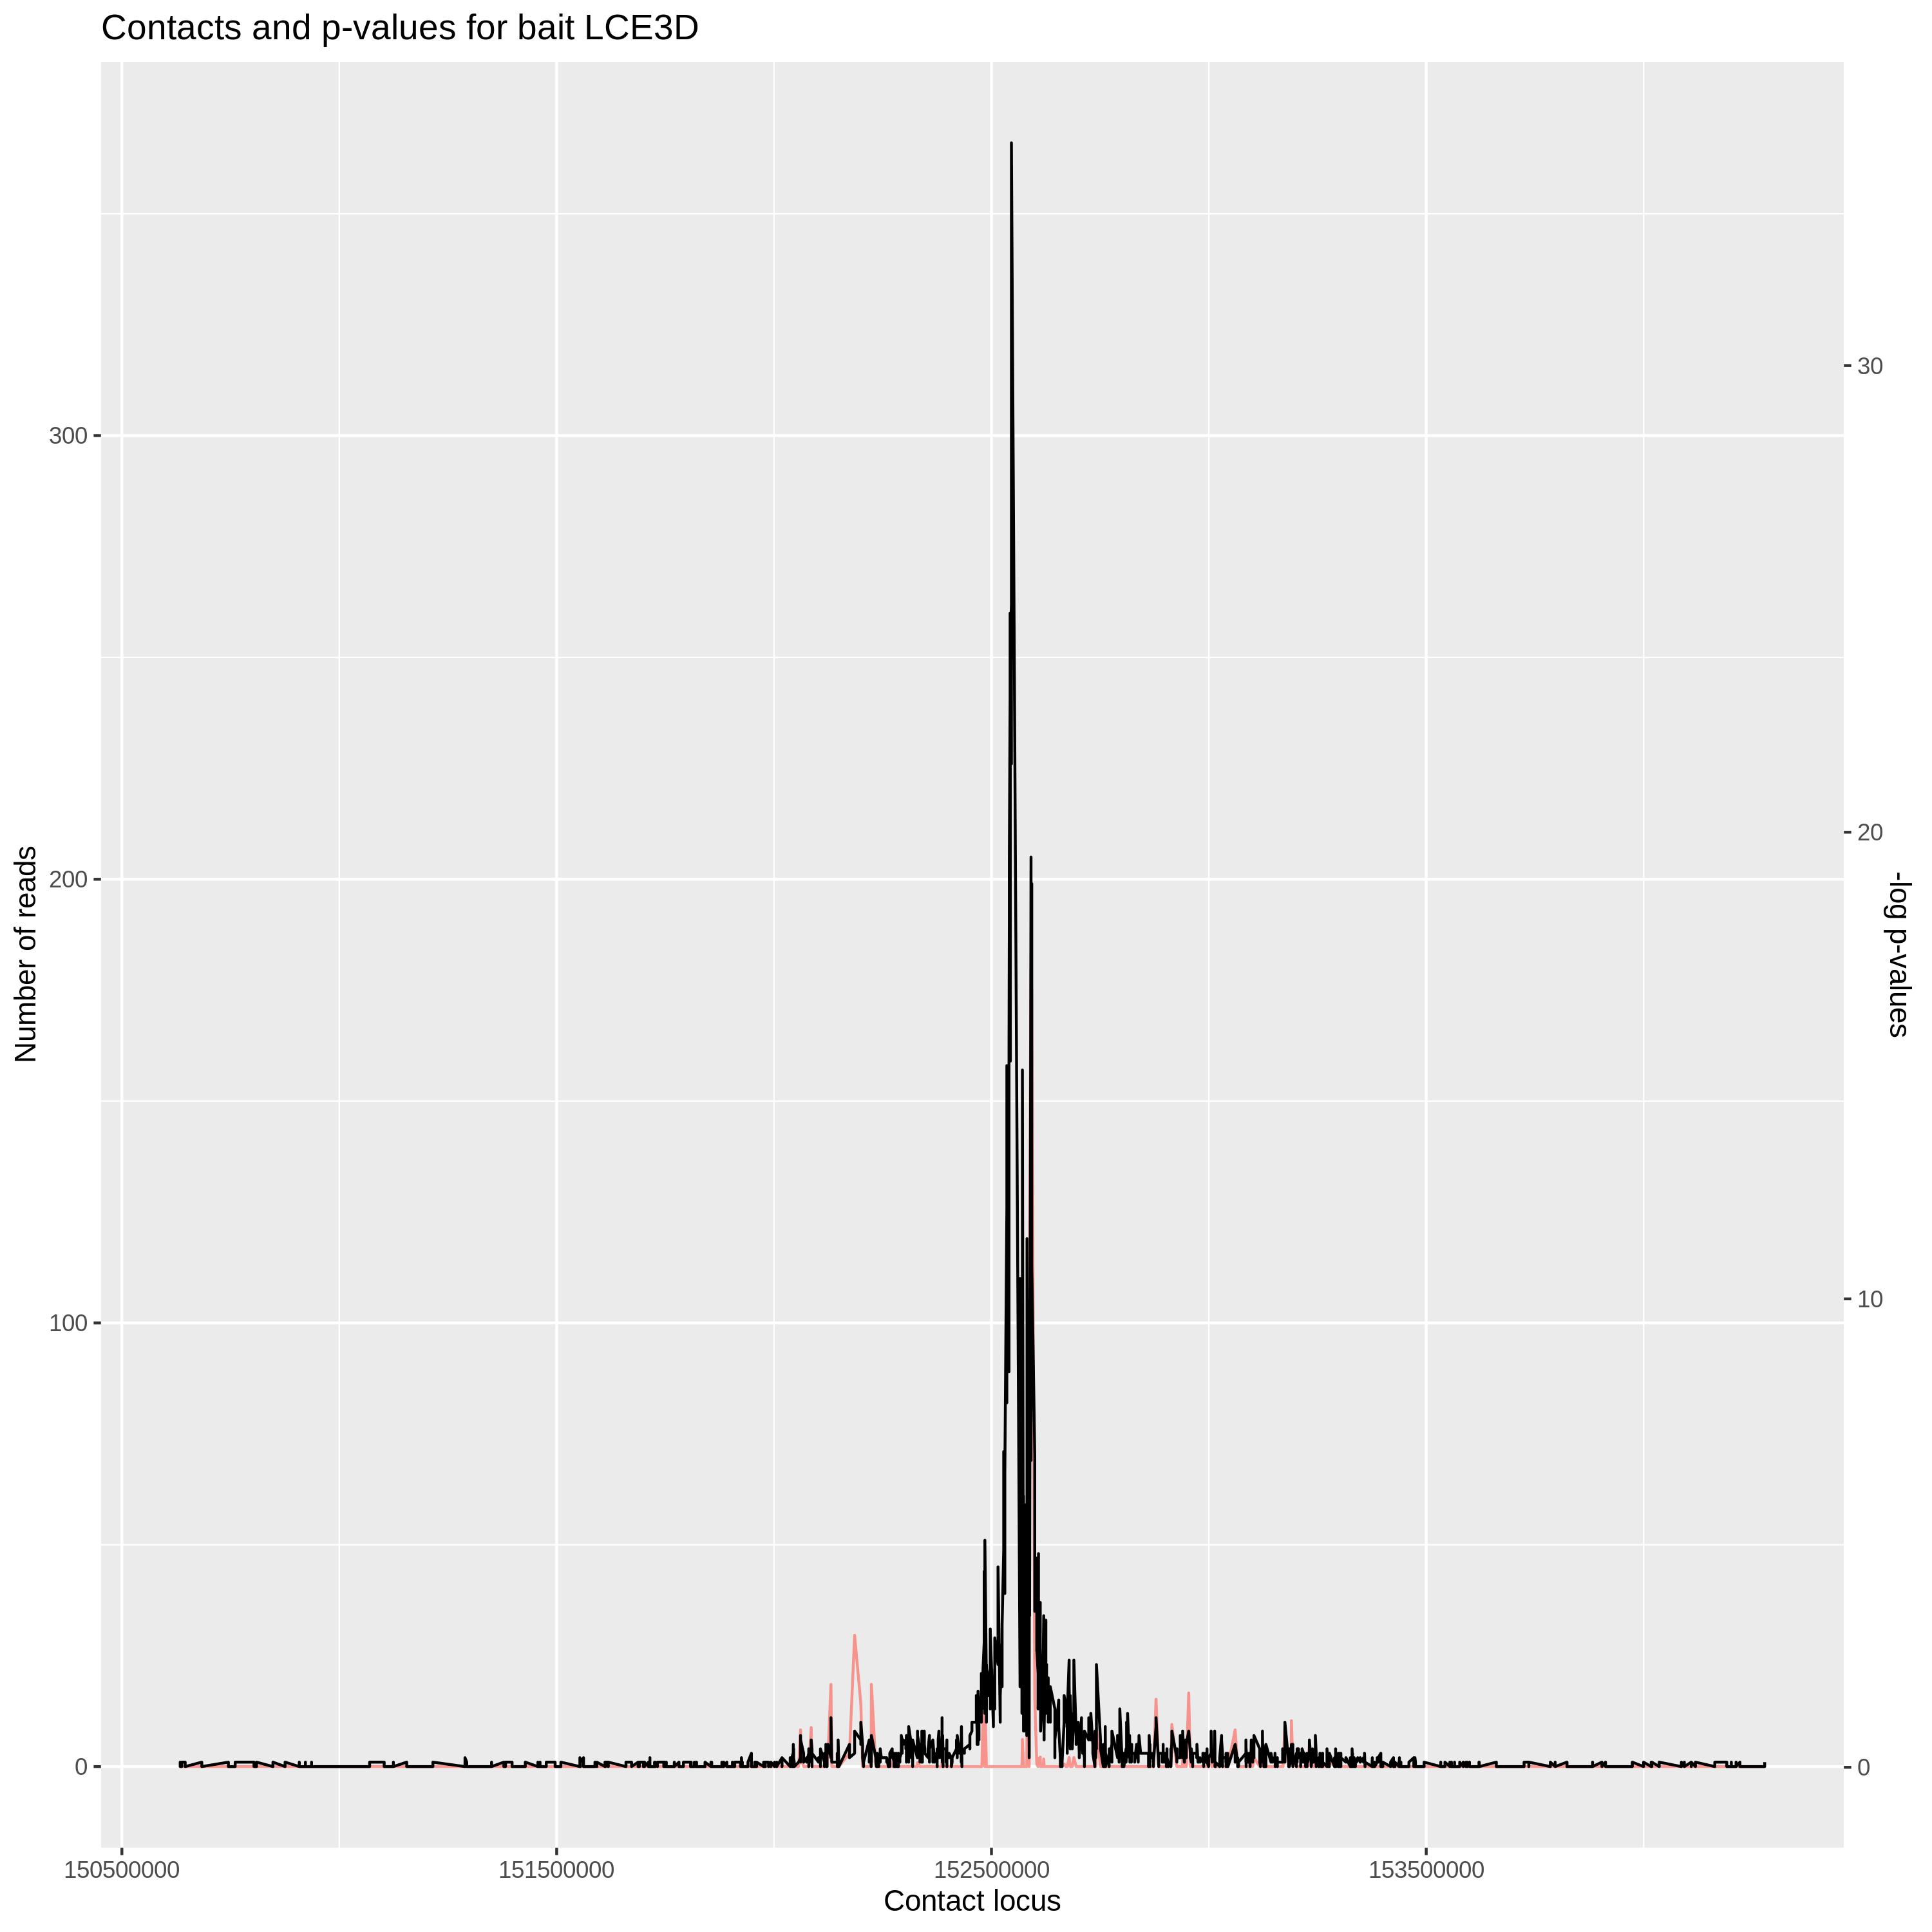 Contacts and p-values for bait LCE3D
300
200
100
0
Number of reads
30
20
10
0
-log p-values
150500000 151500000 152500000 153500000
Contact locus